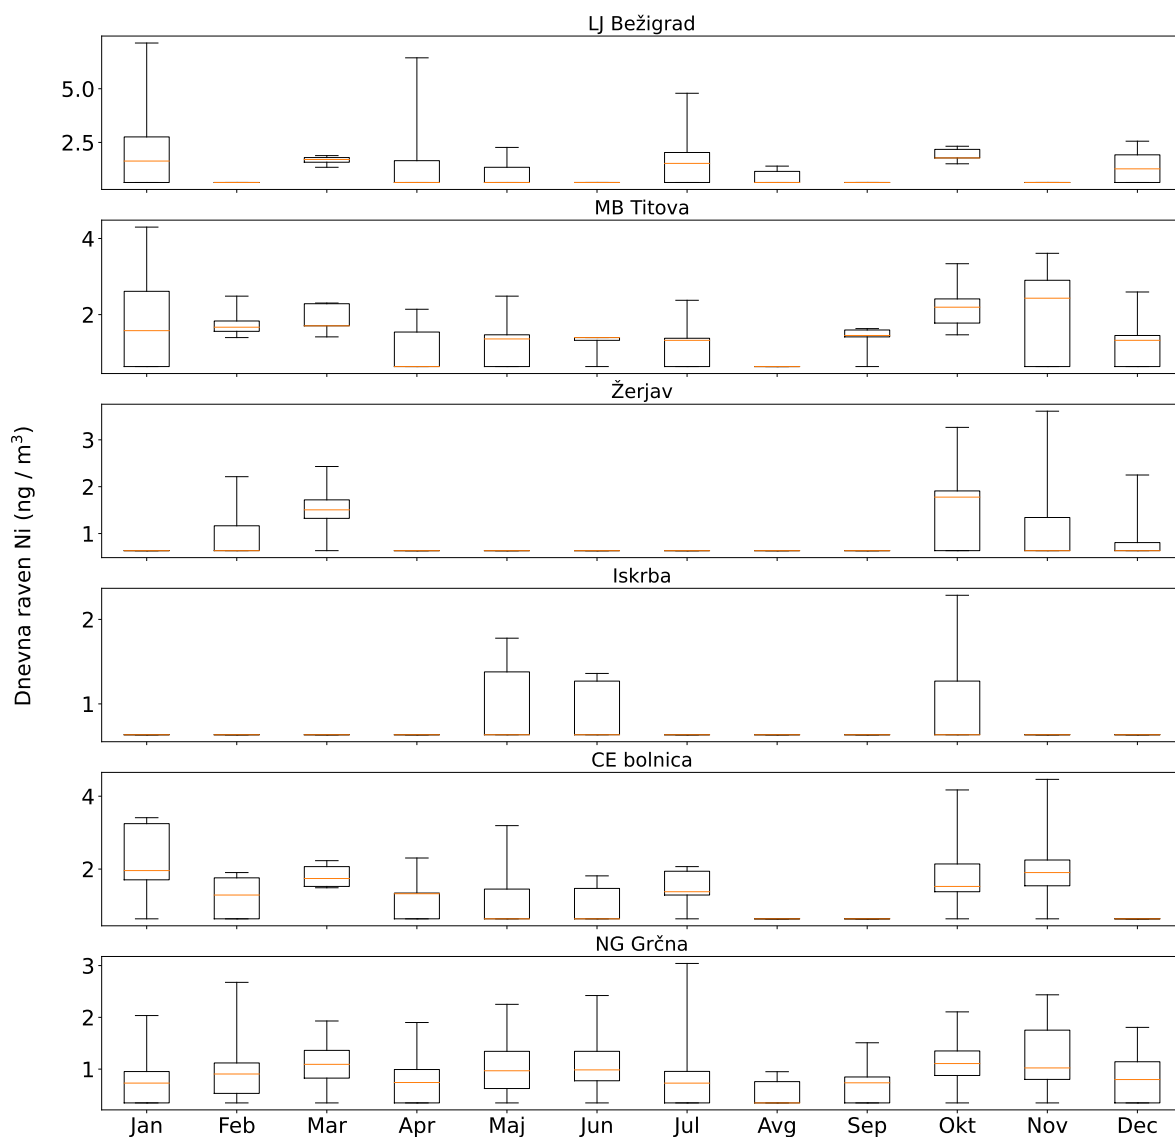 LJ Bežigrad
5.0
2.5
MB Titova
4
2
Žerjav
3
2
1
Iskrba
2
1
CE bolnica
4
2
NG Grčna
3
2
1
Jan Feb Mar Apr Maj Jun Jul Avg Sep Okt Nov Dec
Dnevna raven Ni (ng / m³)